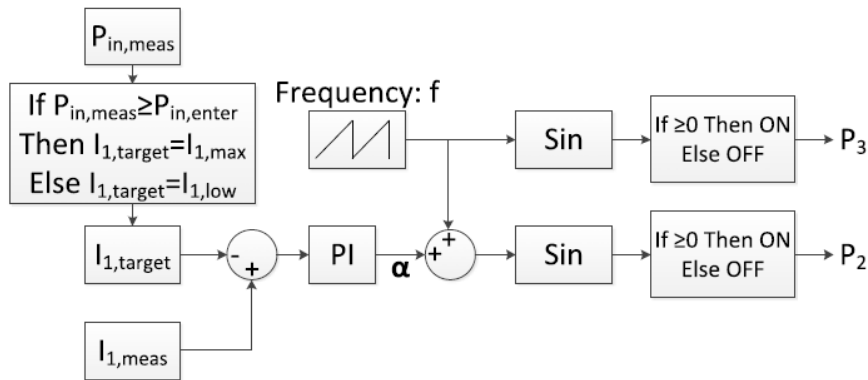 P_in,meas
If P_in,meas≥P_in,enter
Then I_1,target=I_1,max
Else I_1,target=I_1,low
I_1,target
I_1,meas
-
+
PI
α
Frequency: f
+
+
Sin
If ≥0 Then ON
Else OFF
P_3
Sin
If ≥0 Then ON
Else OFF
P_2